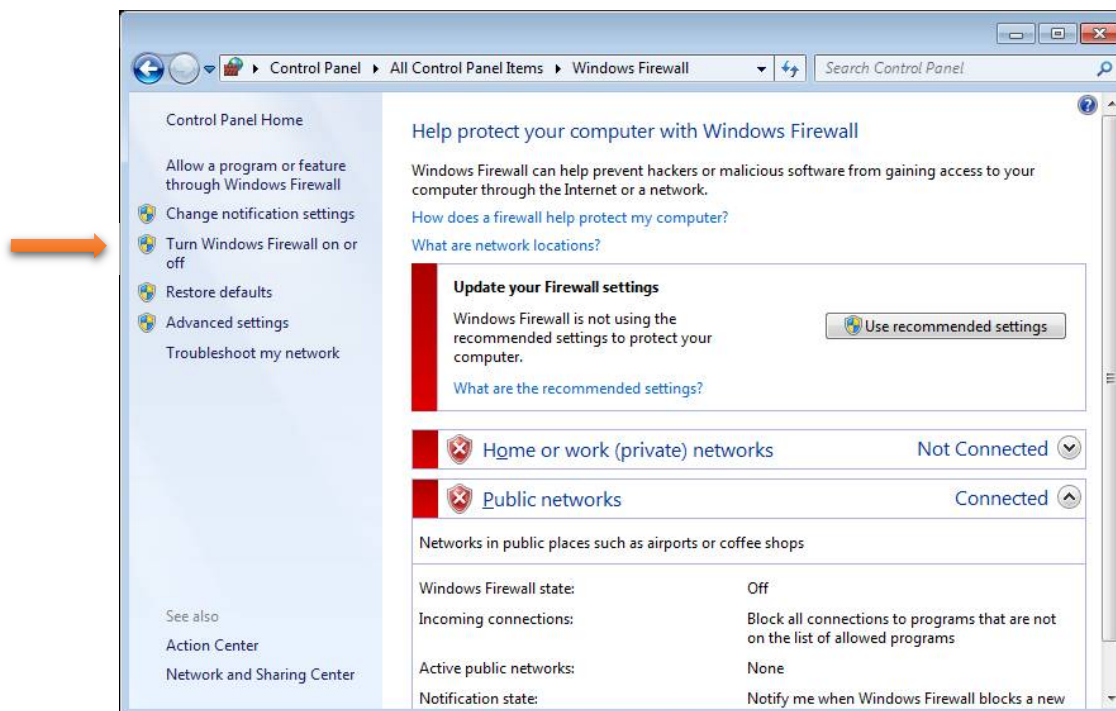 Control Panel
All Control Panel Items
Windows Firewall
Search Control Panel
Control Panel Home
Allow a program or feature
through Windows Firewall
Change notification settings
Turn Windows Firewall on or
off
Restore defaults
Advanced settings
Troubleshoot my network
See also
Action Center
Network and Sharing Center
Help protect your computer with Windows Firewall
Windows Firewall can help prevent hackers or malicious software from gaining access to your
computer through the Internet or a network.
How does a firewall help protect my computer?
What are network locations?
Update your Firewall settings
Windows Firewall is not using the
recommended settings to protect your
computer.
Use recommended settings
What are the recommended settings?
Home or work (private) networks Not Connected
Public networks Connected
Networks in public places such as airports or coffee shops
Windows Firewall state: Off
Incoming connections: Block all connections to programs that are not
on the list of allowed programs
Active public networks: None
Notification state: Notify me when Windows Firewall blocks a new